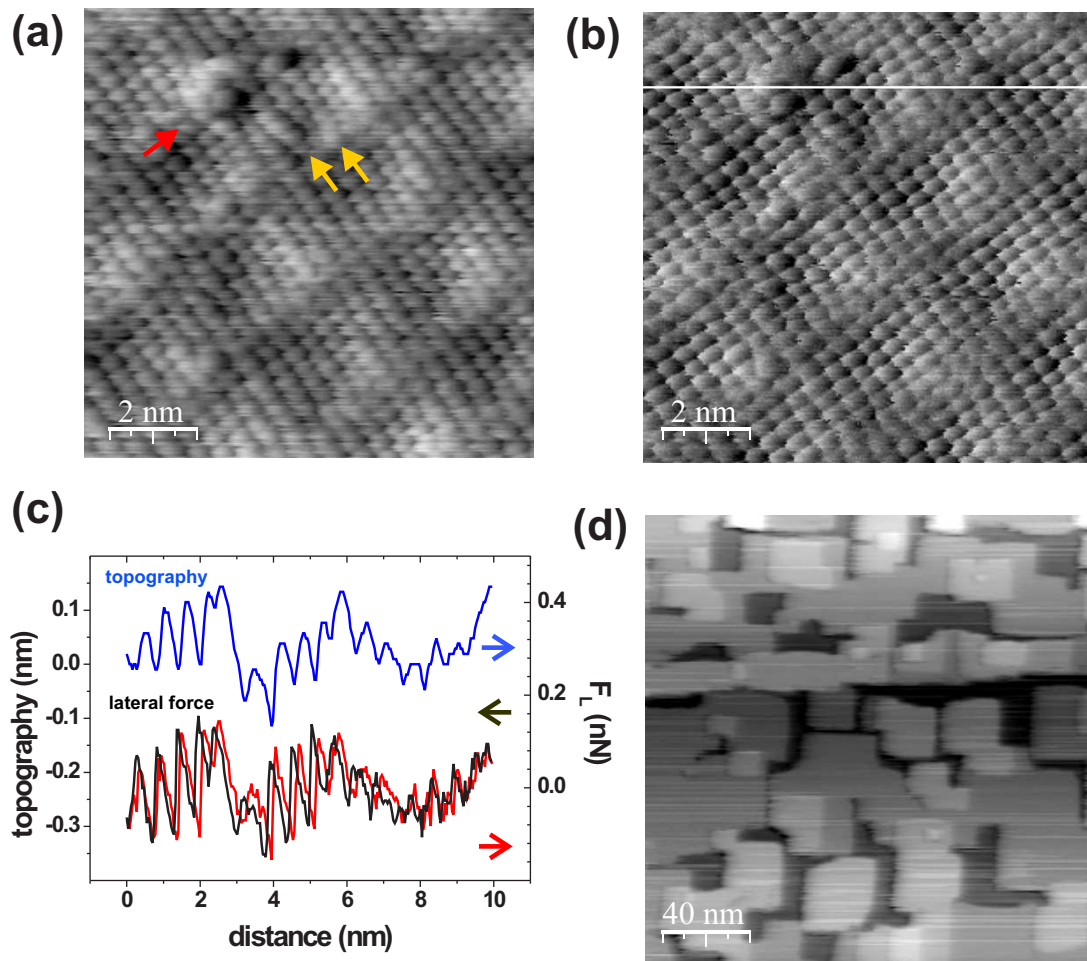 (a)
2 nm
(b)
2 nm
(c)
topography
lateral force
0.1
0.0
-0.1
-0.2
-0.3
topography (nm)
0.4
0.2
0.0
F_L (nN)
0 2 4 6 8 10
distance (nm)
(d)
40 nm